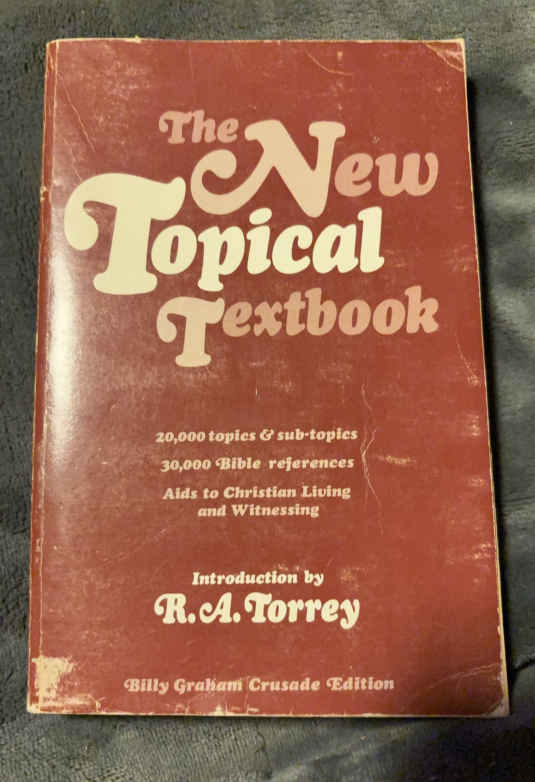 The New
Topical
Textbook
20,000 topics & sub-topics
30,000 Bible references
Aids to Christian Living
and Witnessing
Introduction by
R. A. Torrey
Billy Graham Crusade Edition